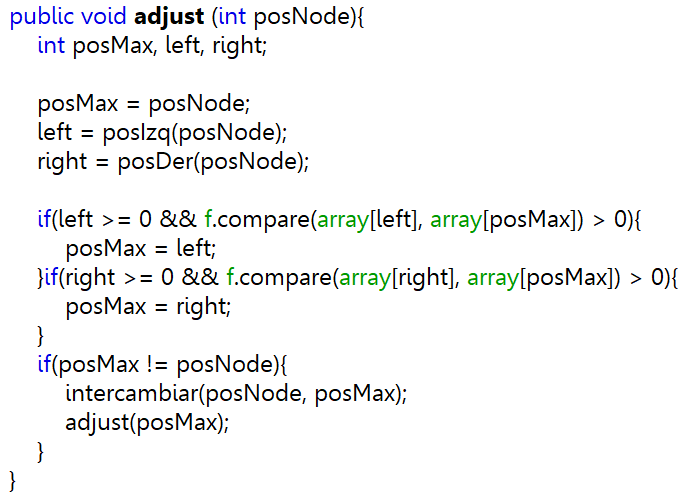 public void adjust (int posNode){
int posMax, left, right;
posMax = posNode;
left = posIzq(posNode);
right = posDer(posNode);
if(left >= 0 && f.compare(array[left], array[posMax]) > 0){
posMax = left;
}if(right >= 0 && f.compare(array[right], array[posMax]) > 0){
posMax = right;
}
if(posMax != posNode){
intercambiar(posNode, posMax);
adjust(posMax);
}
}